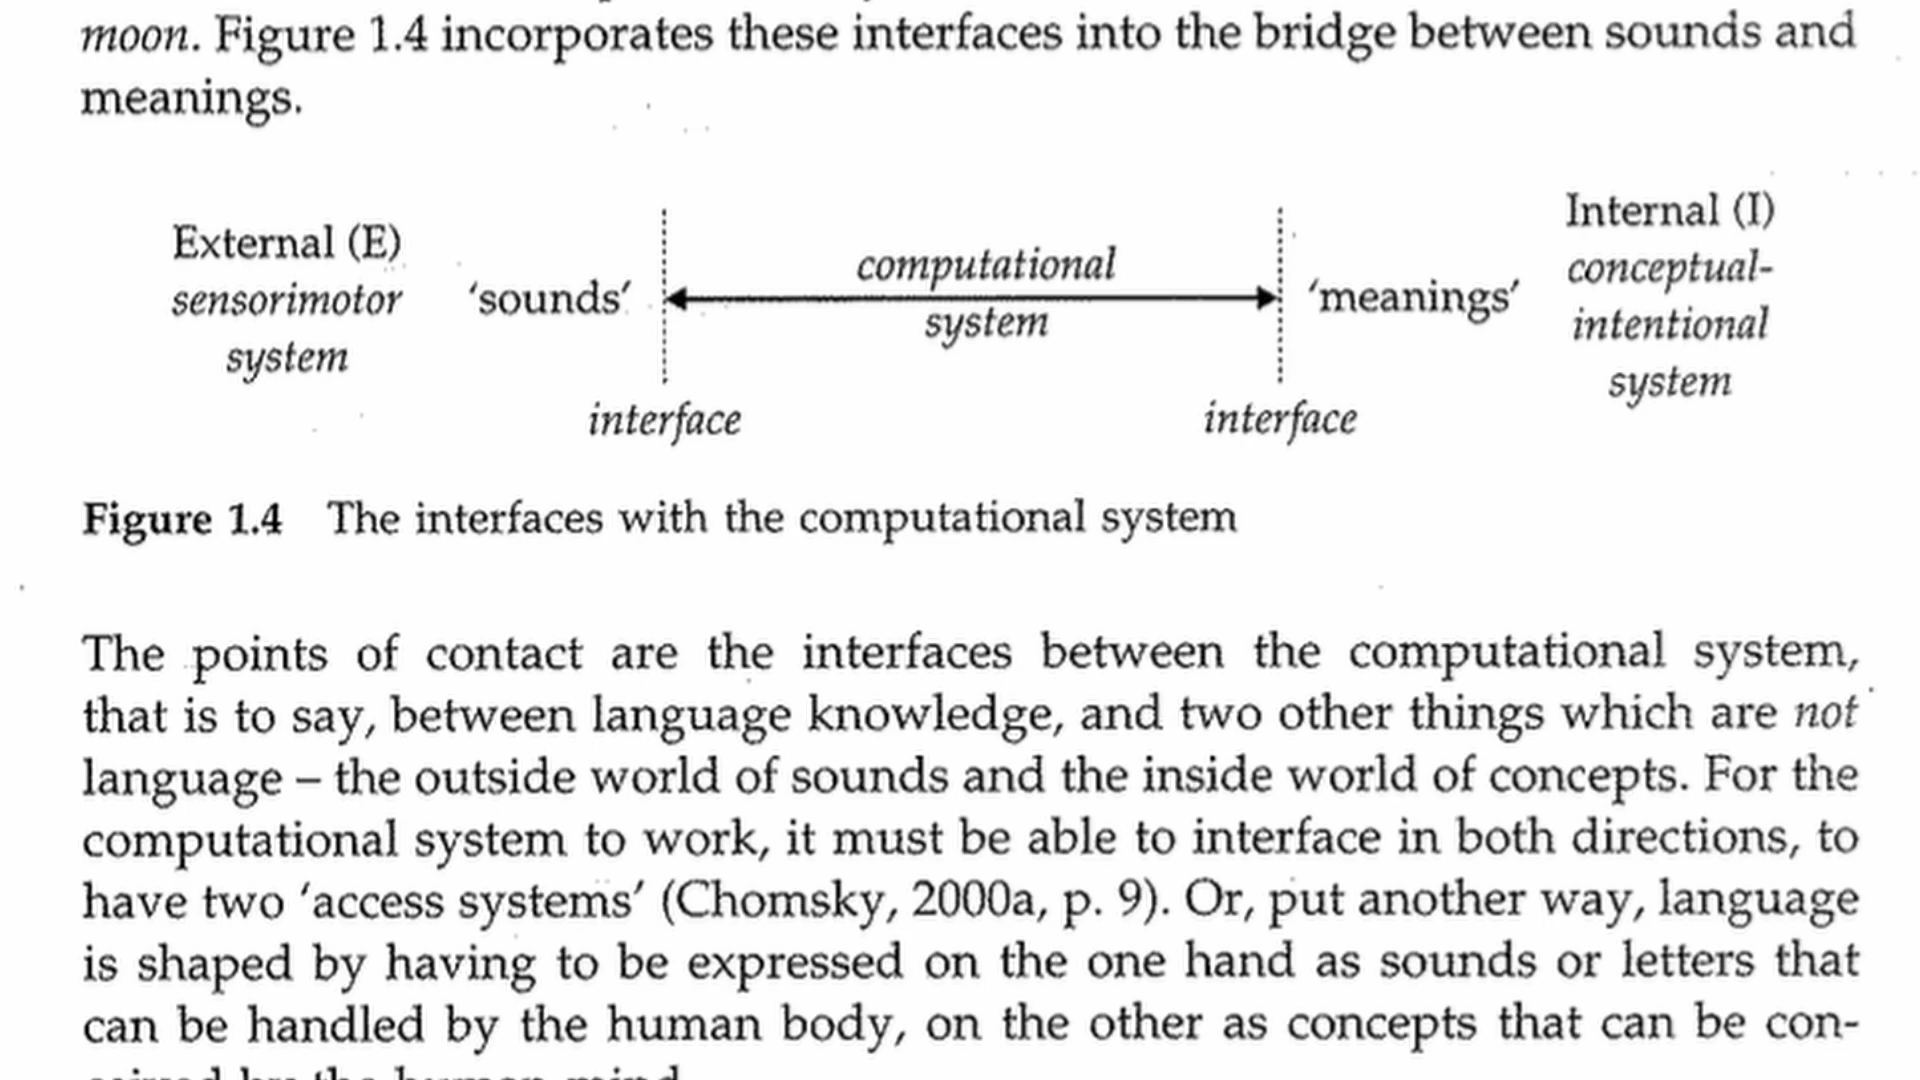 moon. Figure 1.4 incorporates these interfaces into the bridge between sounds and
meanings.
External (E)
sensorimotor
system
'sounds'
computational
system
'meanings'
Internal (I)
conceptual-
intentional
system
interface
interface
Figure 1.4 The interfaces with the computational system
The points of contact are the interfaces between the computational system,
that is to say, between language knowledge, and two other things which are not
language – the outside world of sounds and the inside world of concepts. For the
computational system to work, it must be able to interface in both directions, to
have two 'access systems' (Chomsky, 2000a, p. 9). Or, put another way, language
is shaped by having to be expressed on the one hand as sounds or letters that
can be handled by the human body, on the other as concepts that can be con-
ceived by the human mind.